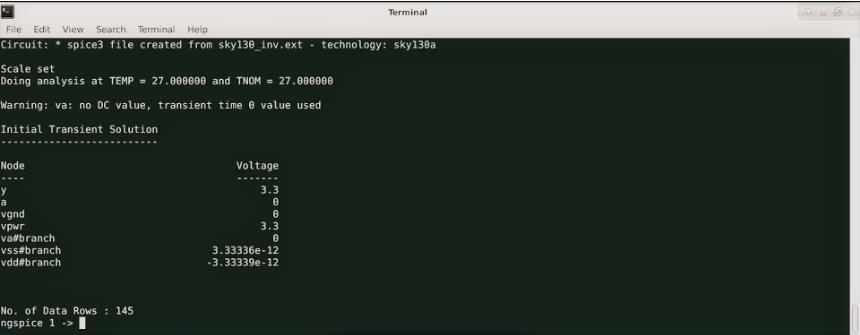 Terminal
File Edit View Search Terminal Help
Circuit: * spice3 file created from sky130_inv.ext - technology: sky130a
Scale set
Doing analysis at TEMP = 27.000000 and TNOM = 27.000000
Warning: va: no DC value, transient time 0 value used
Initial Transient Solution
--------------------------
Node Voltage
---- -------
y 3.3
a 0
vgnd 0
vpwr 3.3
va#branch 0
vss#branch 3.33336e-12
vdd#branch -3.33339e-12
No. of Data Rows : 145
ngspice 1 ->